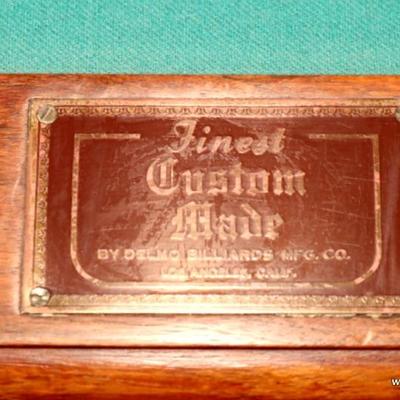 Finest
Custom
Made
BY DELMO BILLIARDS MFG. CO.
LOS ANGELES, CALIF.
w